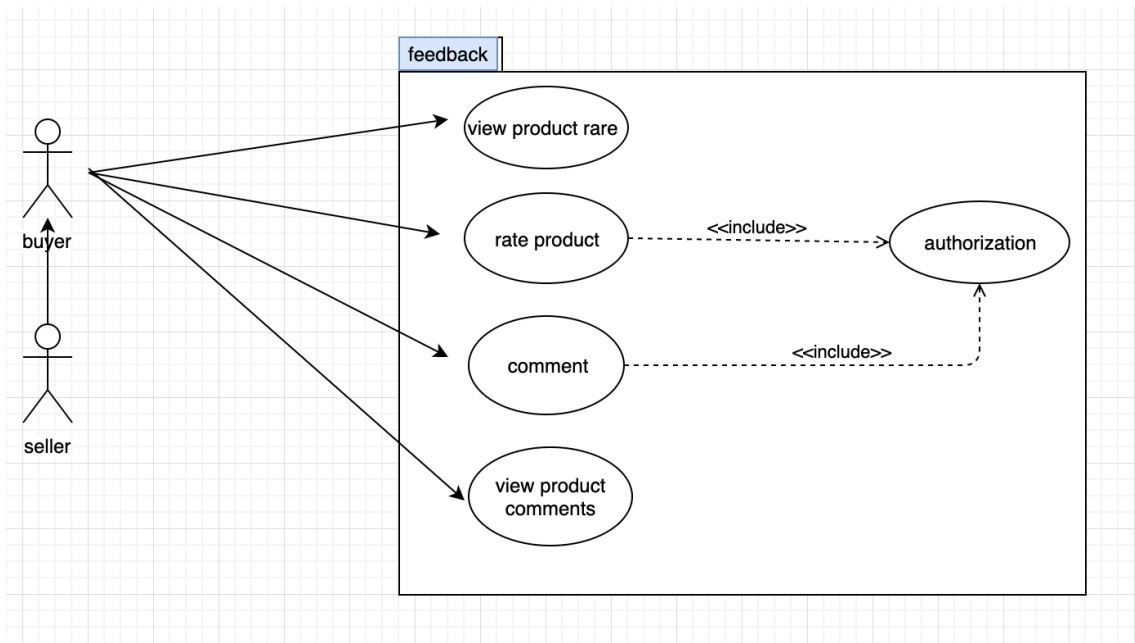 feedback
view product rare
buyer
rate product
<<include>>
authorization
<<include>>
comment
seller
view product
comments